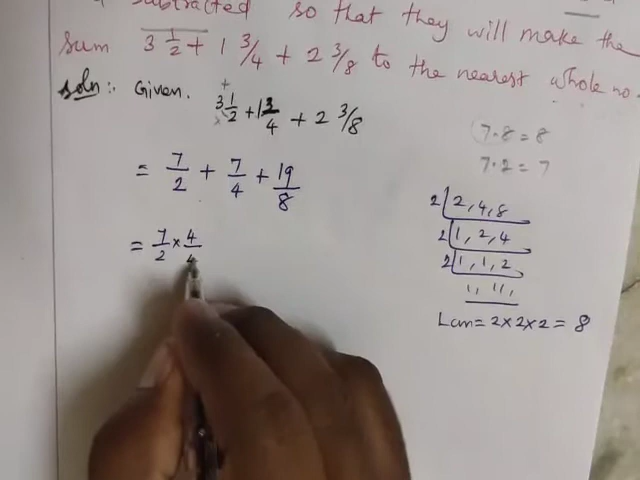 subtracted so that they will make the
sum 3 1/2 + 1 3/4 + 2 3/8 to the nearest whole no.
soln:- Given. 3 1/2 + 1 3/4 + 2 3/8
= 7/2 + 7/4 + 19/8
= 7/2 × 4/4
7.8 = 8
7.2 = 7
2 | 2, 4, 8
2 | 1, 2, 4
2 | 1, 1, 2
1, 1, 1,
Lcm = 2 × 2 × 2 = 8